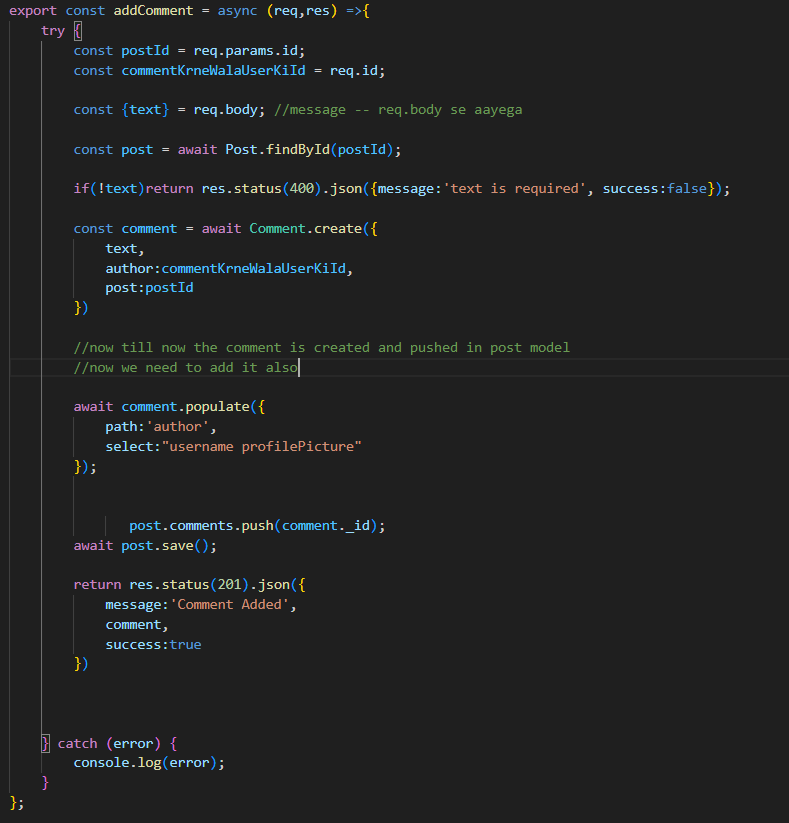 export const addComment = async (req,res) =>{
try {
const postId = req.params.id;
const commentKrneWalaUserKiId = req.id;
const {text} = req.body; //message -- req.body se aayega
const post = await Post.findById(postId);
if(!text)return res.status(400).json({message:'text is required', success:false});
const comment = await Comment.create({
text,
author:commentKrneWalaUserKiId,
post:postId
})
//now till now the comment is created and pushed in post model
//now we need to add it also
await comment.populate({
path:'author',
select:"username profilePicture"
});
post.comments.push(comment._id);
await post.save();
return res.status(201).json({
message:'Comment Added',
comment,
success:true
})
} catch (error) {
console.log(error);
}
};